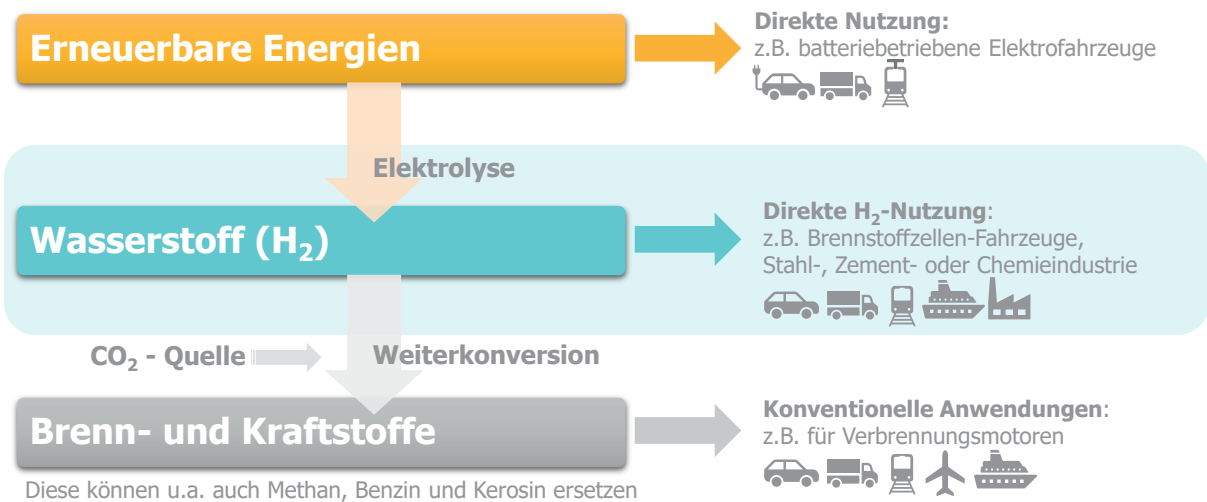 Erneuerbare Energien
Direkte Nutzung:
z.B. batteriebetriebene Elektrofahrzeuge
Elektrolyse
Wasserstoff (H₂)
Direkte H₂-Nutzung:
z.B. Brennstoffzellen-Fahrzeuge,
Stahl-, Zement- oder Chemieindustrie
CO₂ - Quelle
Weiterkonversion
Brenn- und Kraftstoffe
Konventionelle Anwendungen:
z.B. für Verbrennungsmotoren
Diese können u.a. auch Methan, Benzin und Kerosin ersetzen